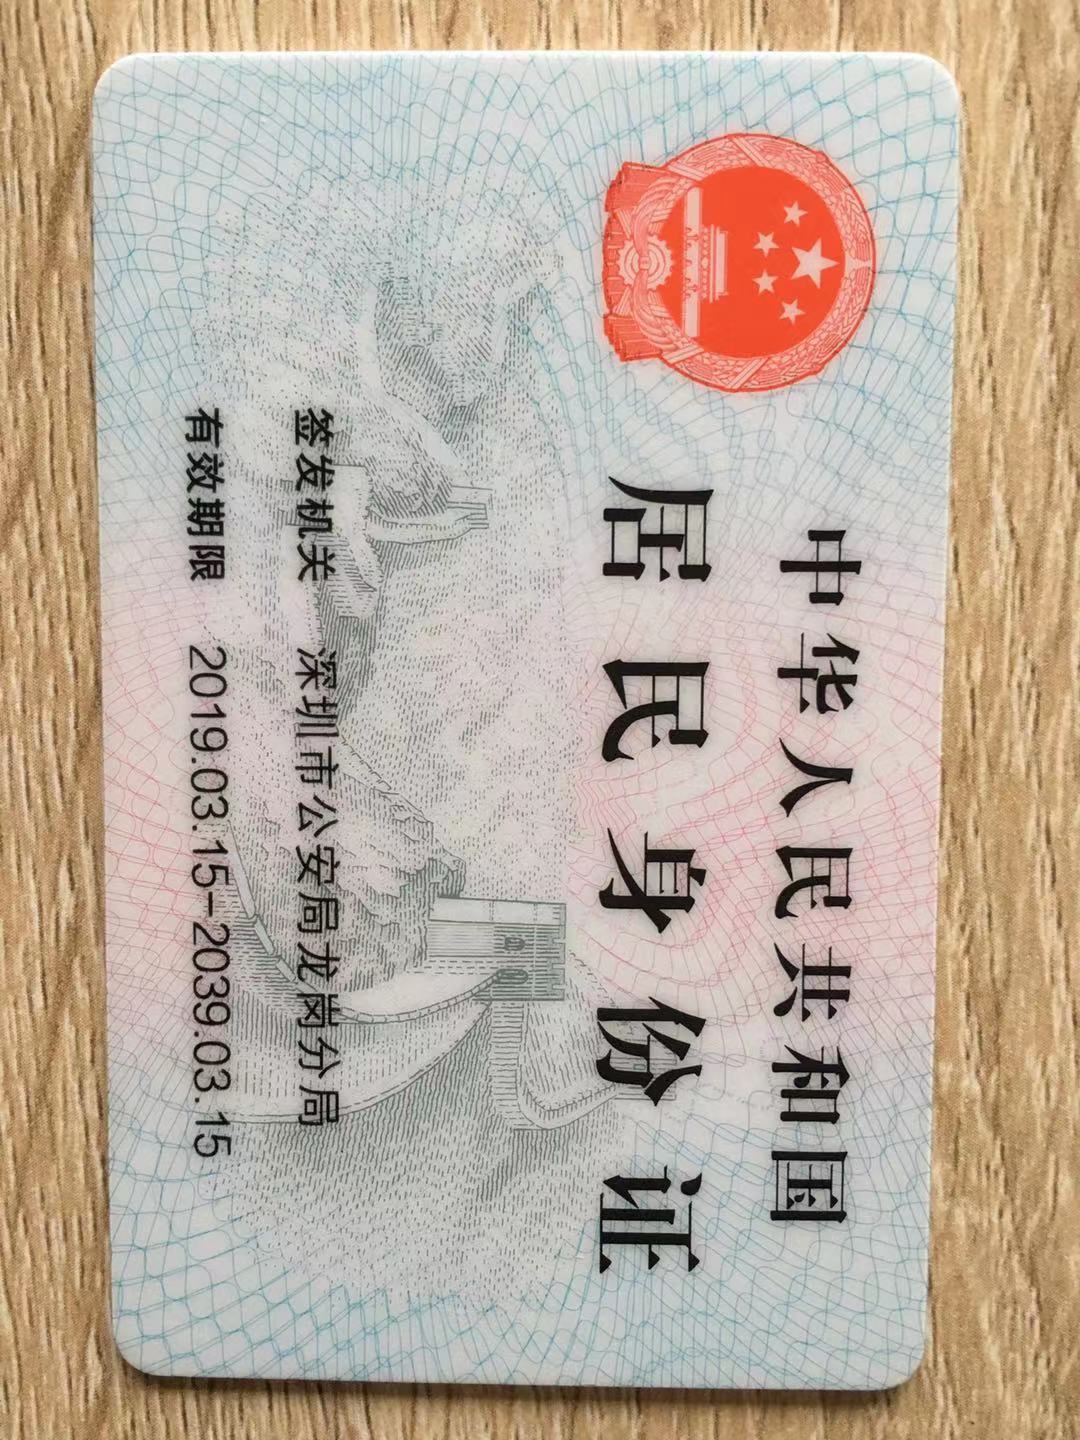 中华人民共和国
居民身份证
签发机关 深圳市公安局龙岗分局
有效期限 2019.03.15-2039.03.15